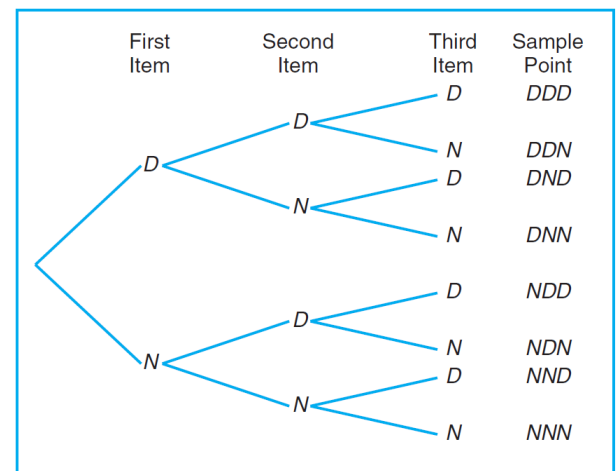 First Second Third Sample
Item Item Item Point
D DDD
D
N DDN
D
D DND
N
N DNN
D NDD
D
N NDN
N
D NND
N
N NNN